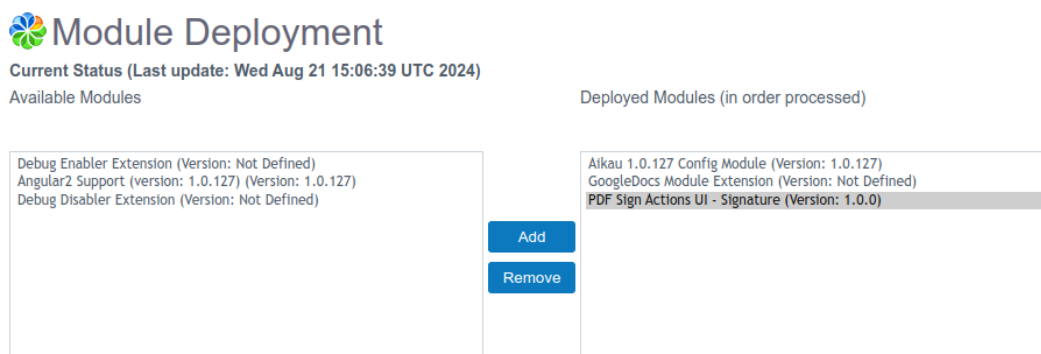 Module Deployment
Current Status (Last update: Wed Aug 21 15:06:39 UTC 2024)
Available Modules
Deployed Modules (in order processed)
Debug Enabler Extension (Version: Not Defined)
Angular2 Support (version: 1.0.127) (Version: 1.0.127)
Debug Disabler Extension (Version: Not Defined)
Add
Remove
Aikau 1.0.127 Config Module (Version: 1.0.127)
GoogleDocs Module Extension (Version: Not Defined)
PDF Sign Actions UI - Signature (Version: 1.0.0)